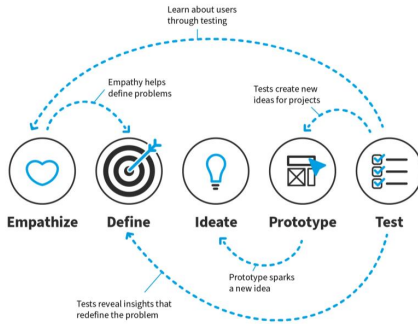 Learn about users
through testing
Empathy helps
define problems
Tests create new
ideas for projects
Empathize
Define
Ideate
Prototype
Test
Prototype sparks
a new idea
Tests reveal insights that
redefine the problem